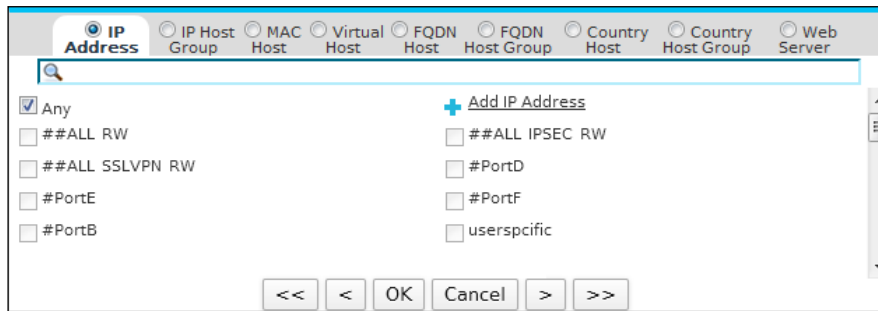 IP Address
IP Host Group
MAC Host
Virtual Host
FQDN Host
FQDN Host Group
Country Host
Country Host Group
Web Server
Any
Add IP Address
##ALL RW
##ALL IPSEC RW
##ALL SSLVPN RW
#PortD
#PortE
#PortF
#PortB
userspcific
<< < OK Cancel > >>